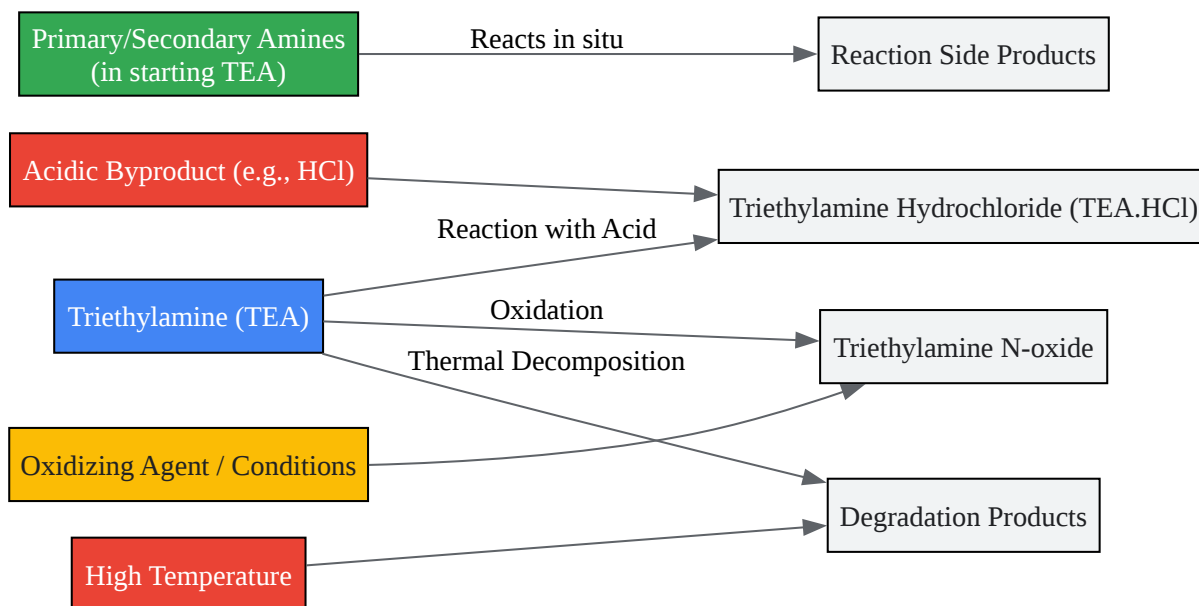 Primary/Secondary Amines
(in starting TEA)
Reacts in situ
Reaction Side Products
Acidic Byproduct (e.g., HCl)
Triethylamine Hydrochloride (TEA.HCl)
Reaction with Acid
Triethylamine (TEA)
Oxidation
Triethylamine N-oxide
Thermal Decomposition
Oxidizing Agent / Conditions
Degradation Products
High Temperature